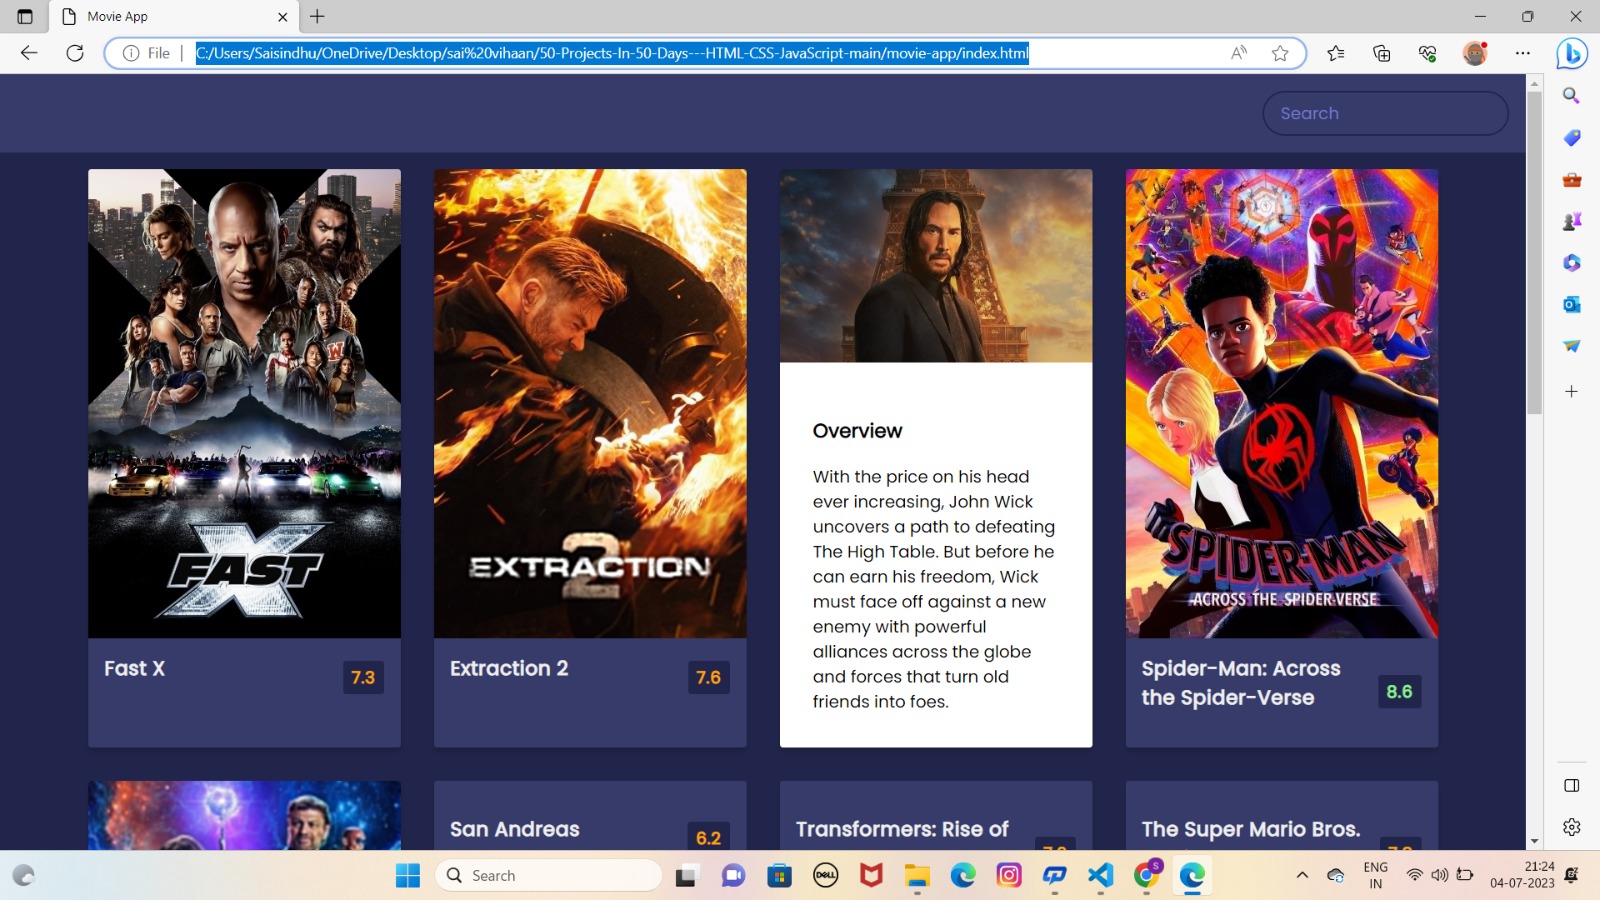 Movie App
File
C:/Users/Saisindhu/OneDrive/Desktop/sai%20vihaan/50-Projects-In-50-Days---HTML-CSS-JavaScript-main/movie-app/index.html
Search
FAST X
EXTRACTION 2
SPIDER-MAN
ACROSS THE SPIDER-VERSE
Overview
With the price on his head
ever increasing, John Wick
uncovers a path to defeating
The High Table. But before he
can earn his freedom, Wick
must face off against a new
enemy with powerful
alliances across the globe
and forces that turn old
friends into foes.
Fast X
7.3
Extraction 2
7.6
Spider-Man: Across
the Spider-Verse
8.6
San Andreas
6.2
Transformers: Rise of
The Super Mario Bros.
Search
DELL
ENG
IN
21:24
04-07-2023